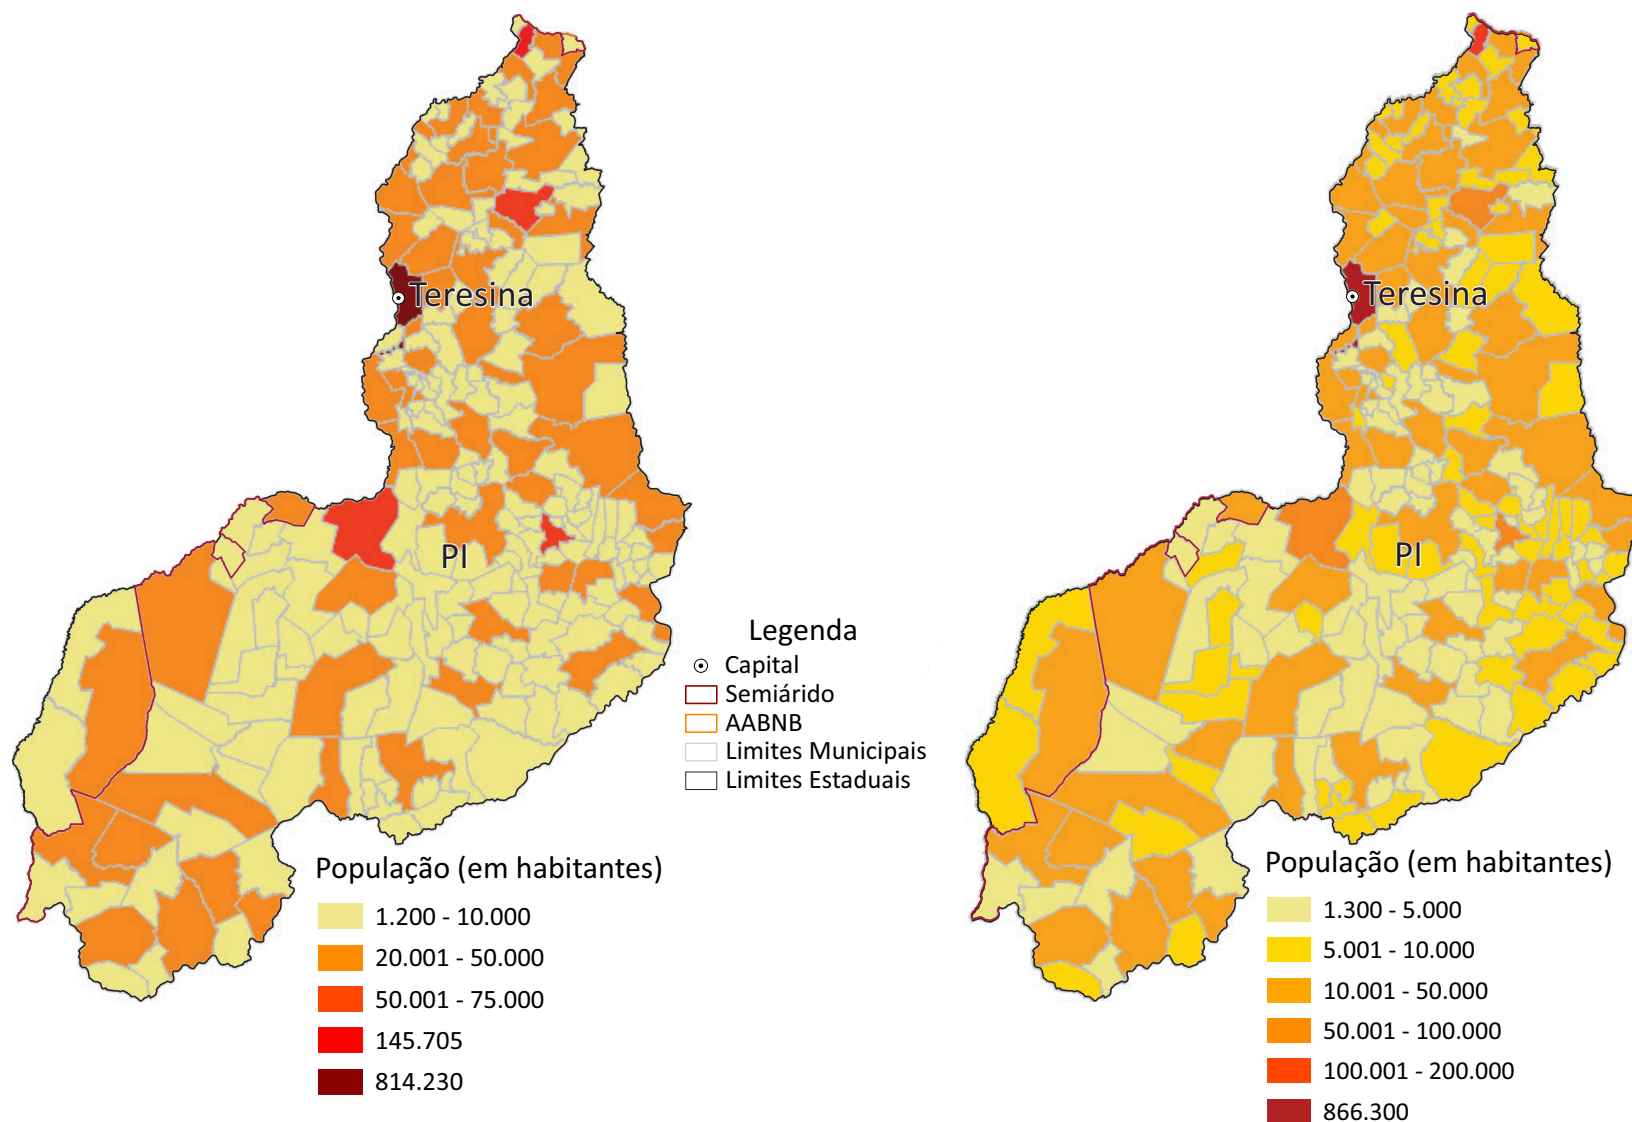 Teresina
PI
Legenda
Capital
Semiárido
AABNB
Limites Municipais
Limites Estaduais
População (em habitantes)
1.200 - 10.000
20.001 - 50.000
50.001 - 75.000
145.705
814.230
Teresina
PI
População (em habitantes)
1.300 - 5.000
5.001 - 10.000
10.001 - 50.000
50.001 - 100.000
100.001 - 200.000
866.300